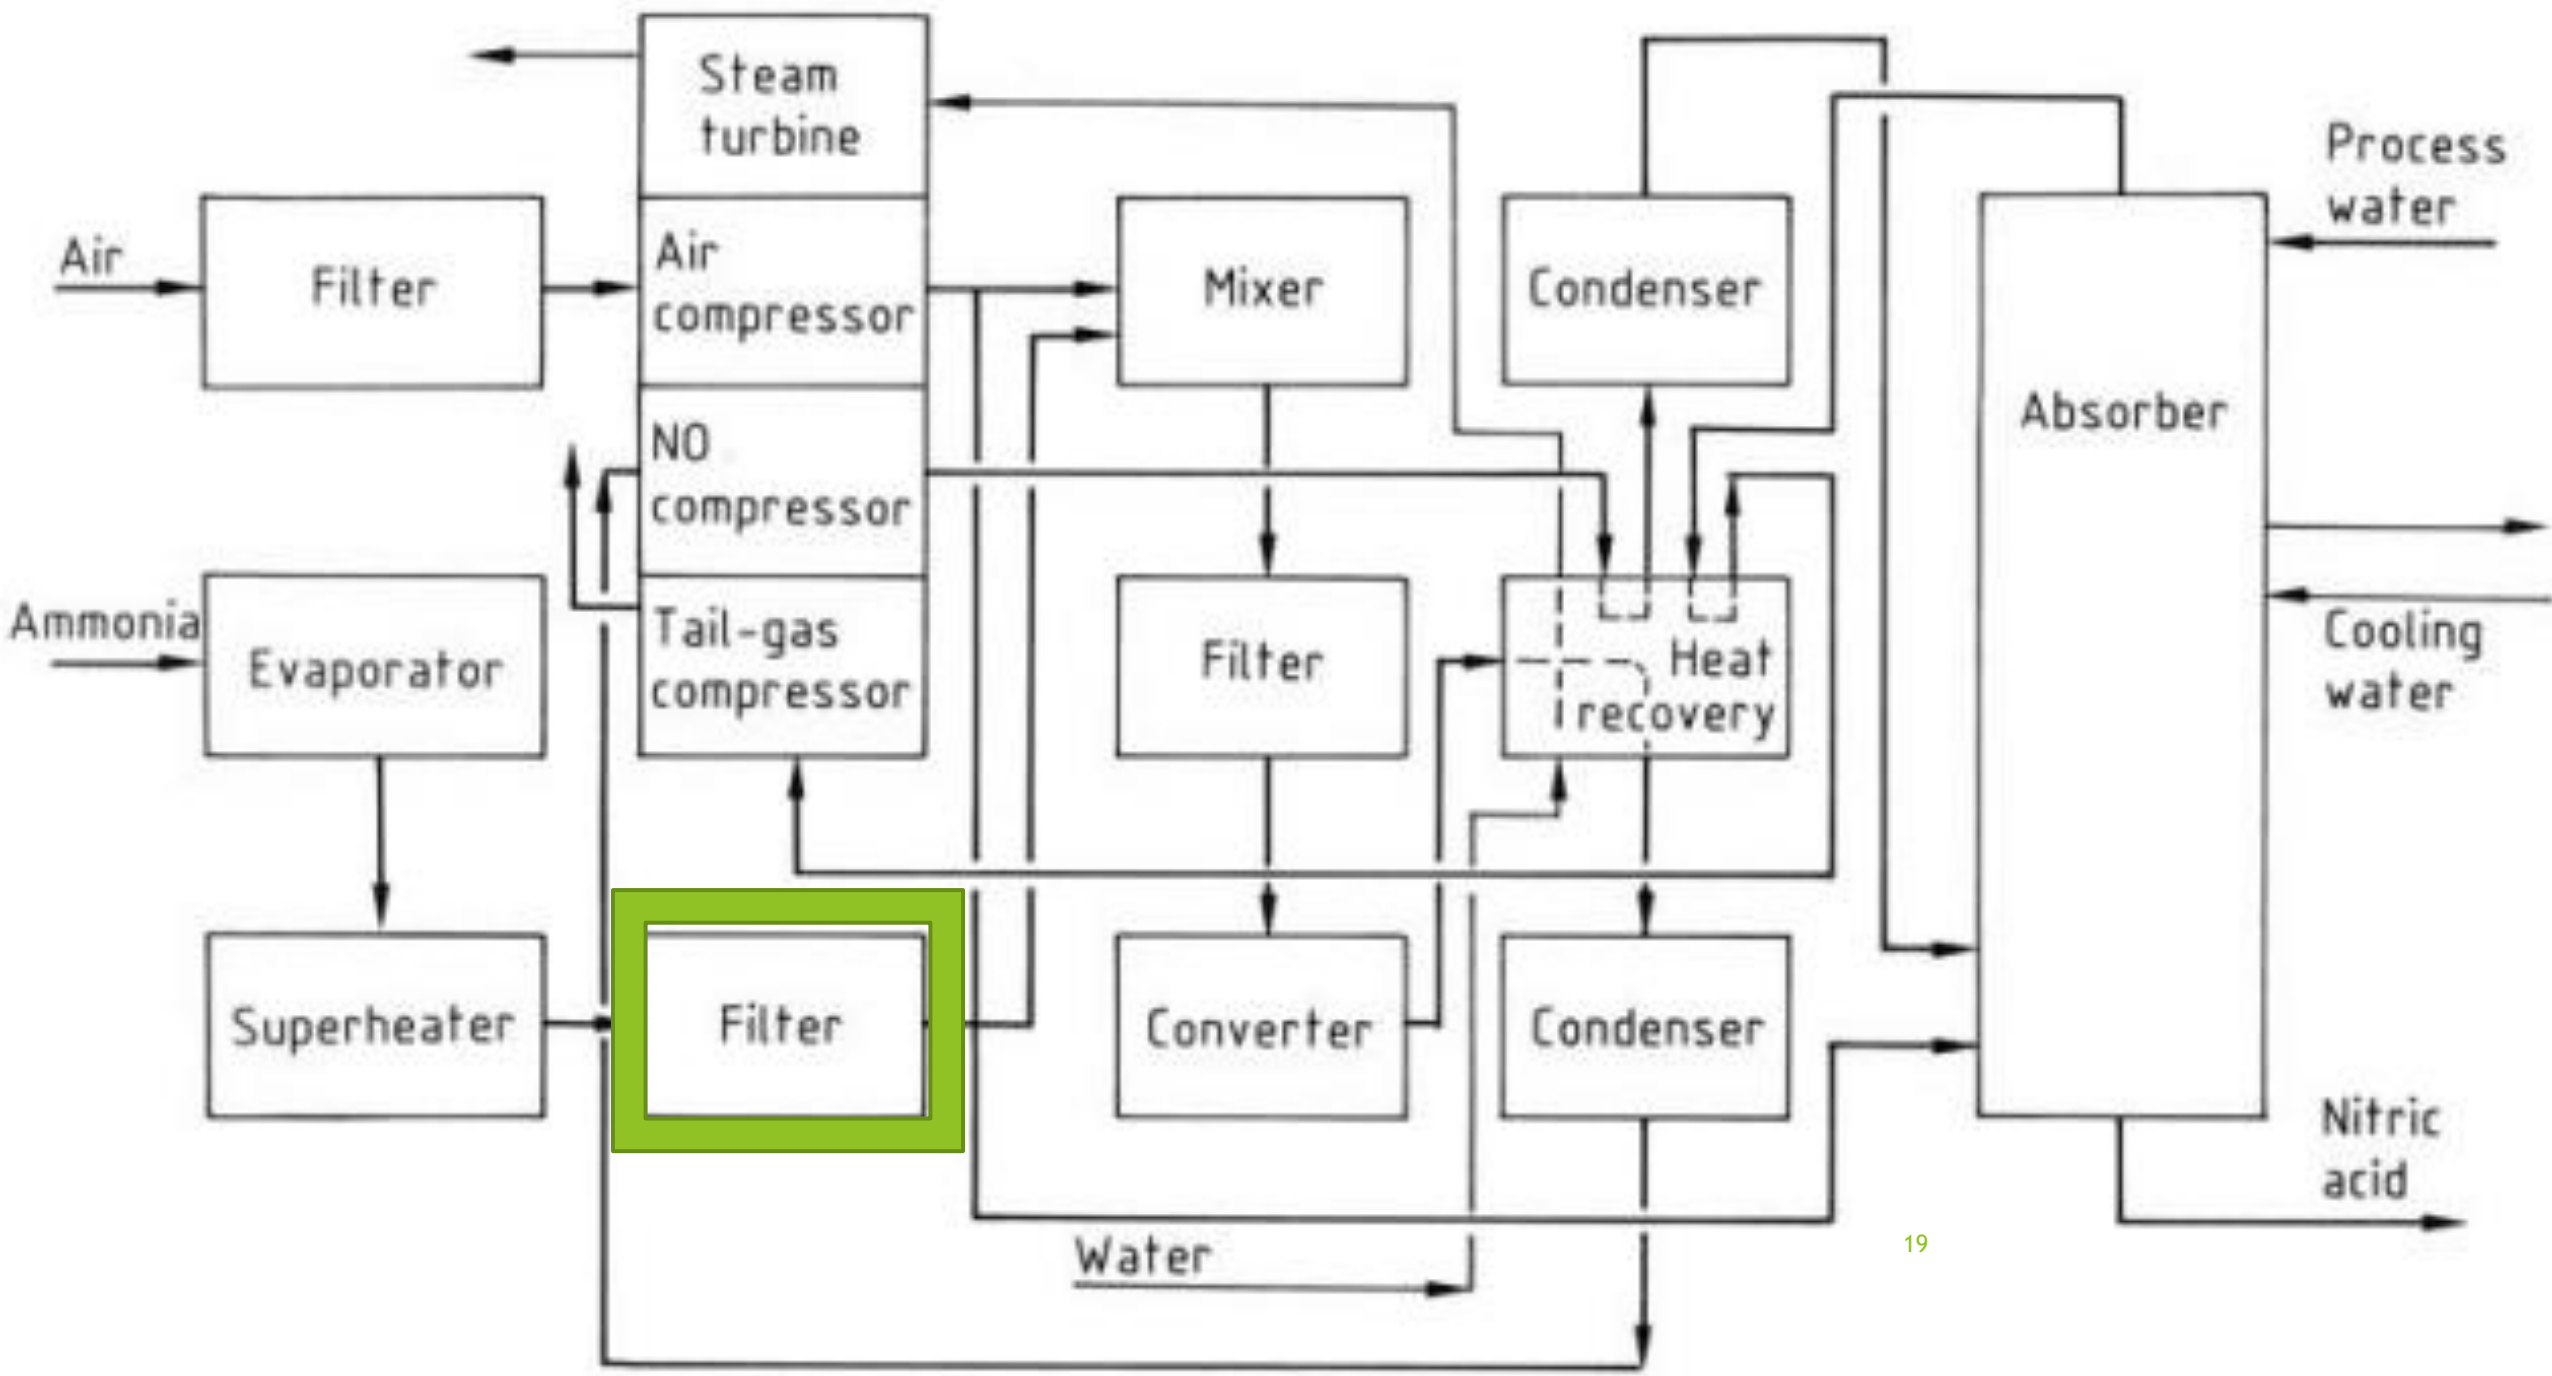 Steam
turbine
Process
water
Air
Filter
Air
compressor
Mixer
Condenser
Absorber
NO
compressor
Ammonia
Evaporator
Tail-gas
compressor
Filter
Heat
recovery
Cooling
water
Superheater
Filter
Converter
Condenser
Nitric
acid
Water
19